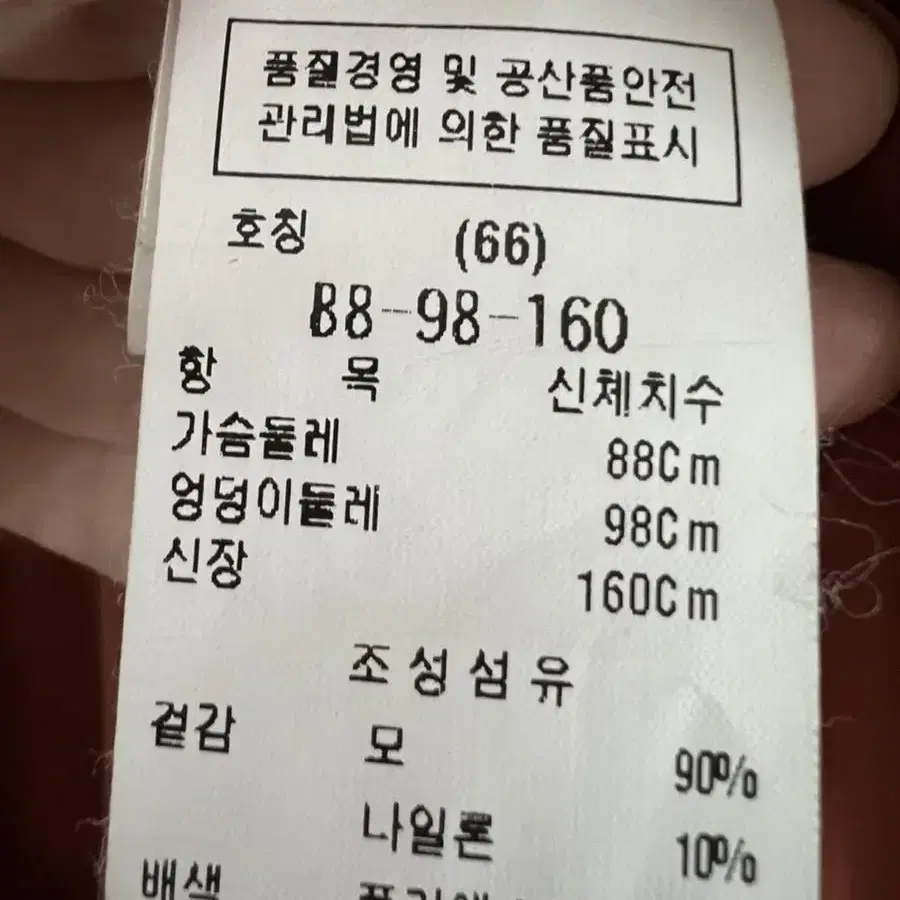 품질경영 및 공산품안전
관리법에 의한 품질표시
호칭 (66)
88-98-160
항 목 신체치수
가슴둘레 88Cm
엉덩이둘레 98Cm
신장 160Cm
조성섬유
겉감 모 90%
나일론 10%
배색